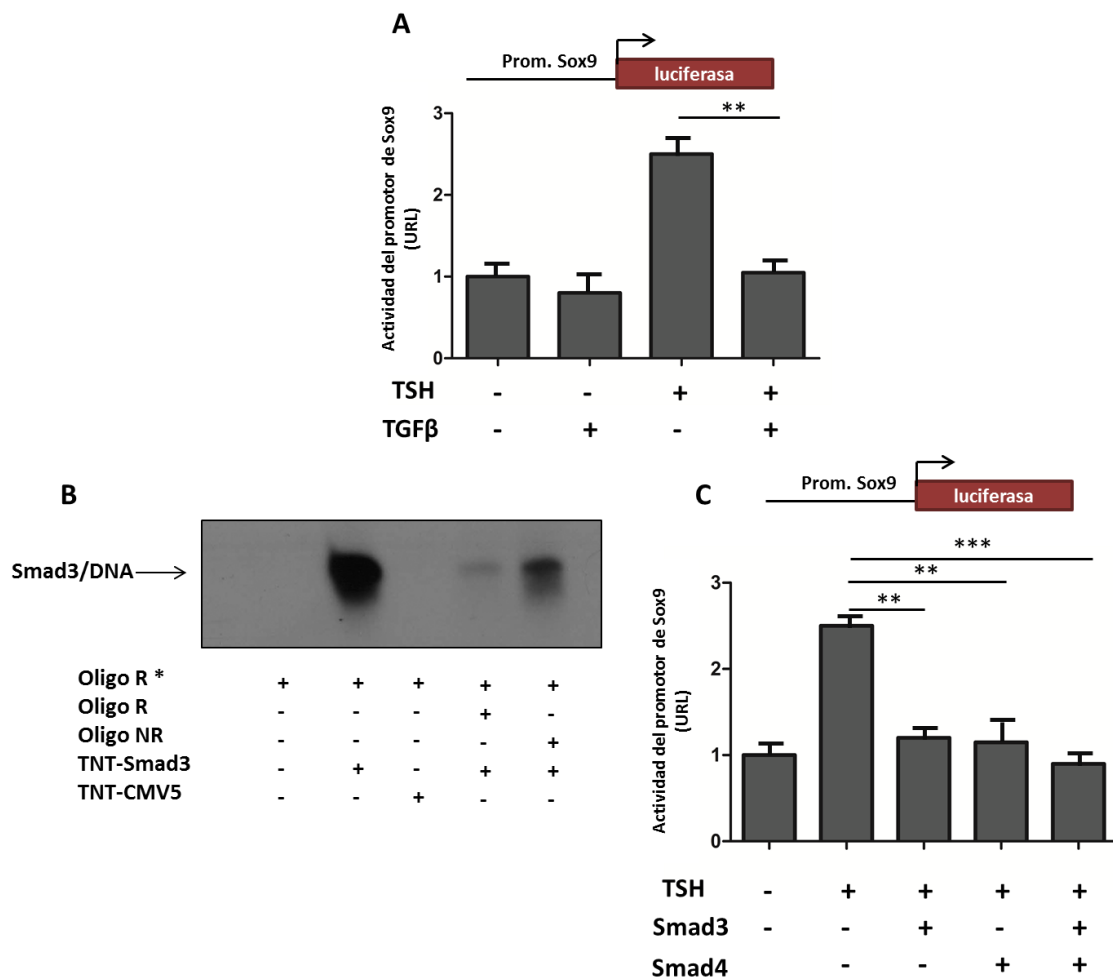 A
Prom. Sox9
luciferasa
Actividad del promotor de Sox9
(URL)
3
2
1
0
**
TSH - - + +
TGFβ - + - +
B
Smad3/DNA
Oligo R * + + + + +
Oligo R - - - + -
Oligo NR - - - - +
TNT-Smad3 - + - + +
TNT-CMV5 - - + - -
C
Prom. Sox9
luciferasa
Actividad del promotor de Sox9
(URL)
3
2
1
0
***
**
**
TSH - + + + +
Smad3 - - + - +
Smad4 - - - + +